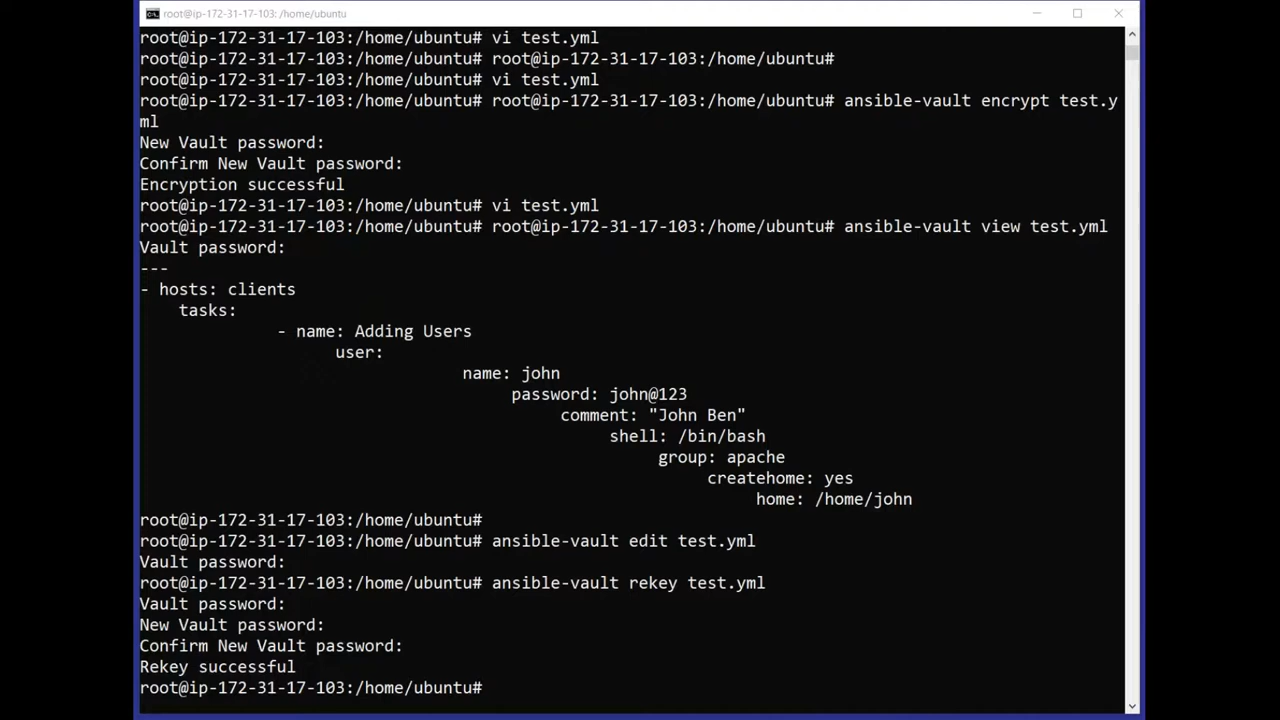 root@ip-172-31-17-103: /home/ubuntu
root@ip-172-31-17-103:/home/ubuntu# vi test.yml
root@ip-172-31-17-103:/home/ubuntu# root@ip-172-31-17-103:/home/ubuntu#
root@ip-172-31-17-103:/home/ubuntu# vi test.yml
root@ip-172-31-17-103:/home/ubuntu# root@ip-172-31-17-103:/home/ubuntu# ansible-vault encrypt test.y
ml
New Vault password:
Confirm New Vault password:
Encryption successful
root@ip-172-31-17-103:/home/ubuntu# vi test.yml
root@ip-172-31-17-103:/home/ubuntu# root@ip-172-31-17-103:/home/ubuntu# ansible-vault view test.yml
Vault password:
---
- hosts: clients
    tasks:
              - name: Adding Users
                    user:
                                 name: john
                                      password: john@123
                                           comment: "John Ben"
                                                shell: /bin/bash
                                                     group: apache
                                                          createhome: yes
                                                               home: /home/john
root@ip-172-31-17-103:/home/ubuntu#
root@ip-172-31-17-103:/home/ubuntu# ansible-vault edit test.yml
Vault password:
root@ip-172-31-17-103:/home/ubuntu# ansible-vault rekey test.yml
Vault password:
New Vault password:
Confirm New Vault password:
Rekey successful
root@ip-172-31-17-103:/home/ubuntu#